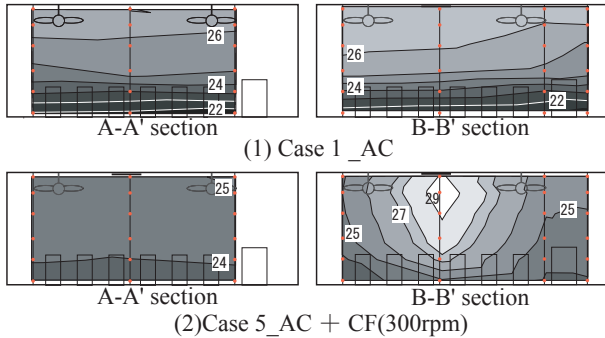 26
24
22
26
24
22
A-A' section
B-B' section
(1) Case 1 _AC
25
24
29
27
25
25
A-A' section
B-B' section
(2)Case 5_AC + CF(300rpm)